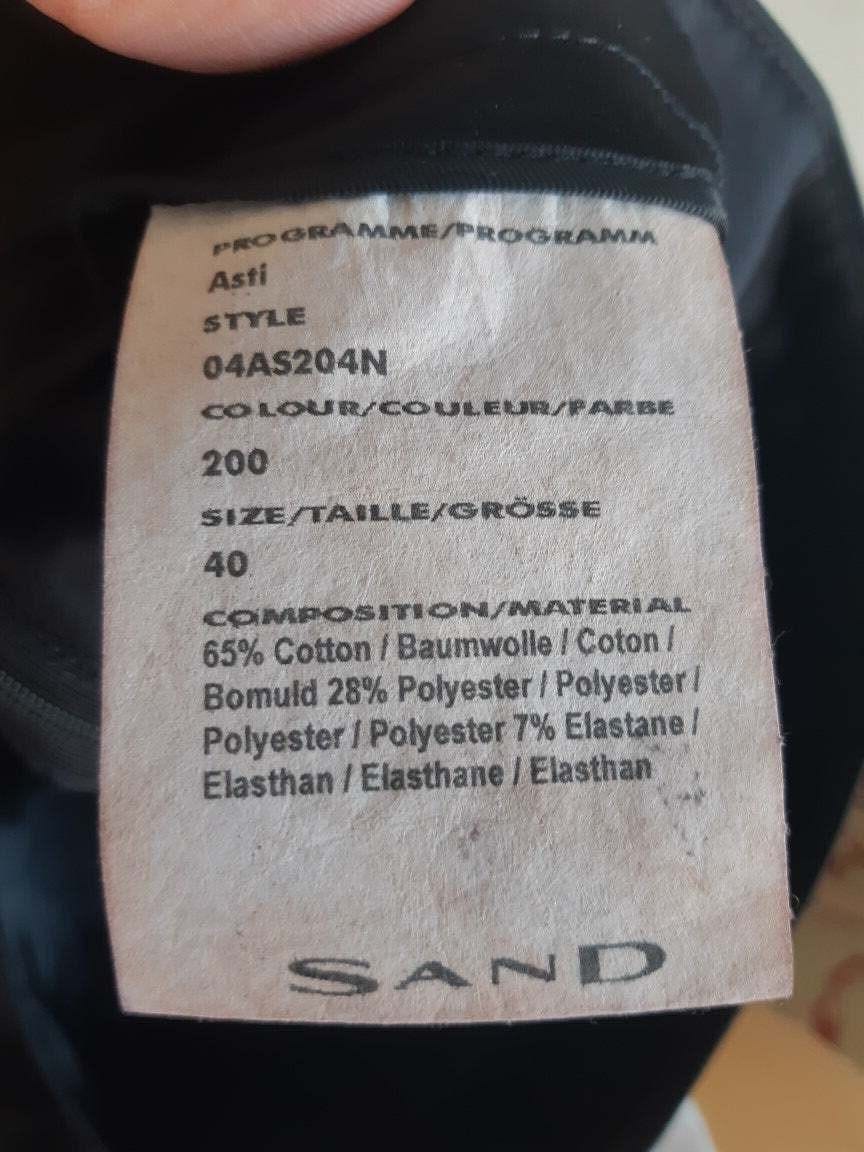 PROGRAMME/PROGRAMM
Asti
STYLE
04AS204N
COLOUR/COULEUR/FARBE
200
SIZE/TAILLE/GRÖSSE
40
COMPOSITION/MATERIAL
65% Cotton / Baumwolle / Coton /
Bomuld 28% Polyester / Polyester /
Polyester / Polyester 7% Elastane /
Elasthan / Elasthane / Elasthan
SAND